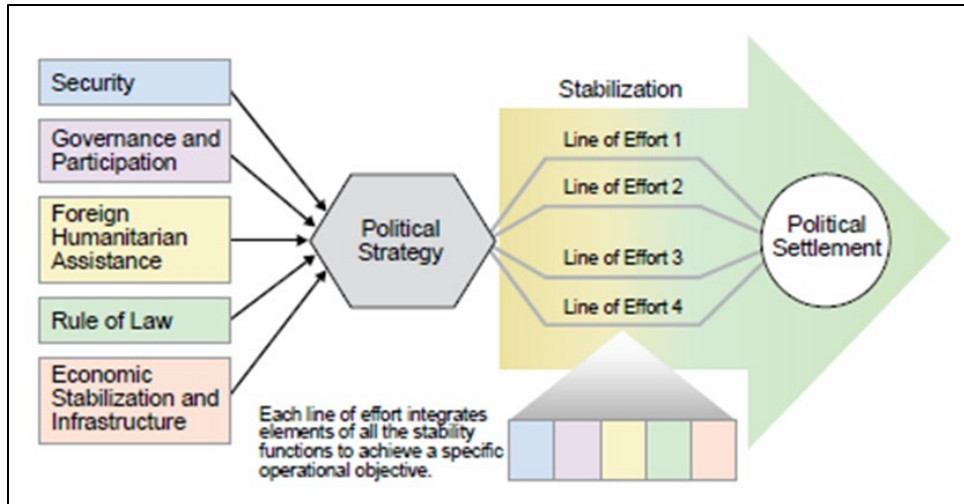 Security
Governance and
Participation
Foreign
Humanitarian
Assistance
Rule of Law
Economic
Stabilization and
Infrastructure
Political
Strategy
Stabilization
Line of Effort 1
Line of Effort 2
Line of Effort 3
Line of Effort 4
Political
Settlement
Each line of effort integrates
elements of all the stability
functions to achieve a specific
operational objective.